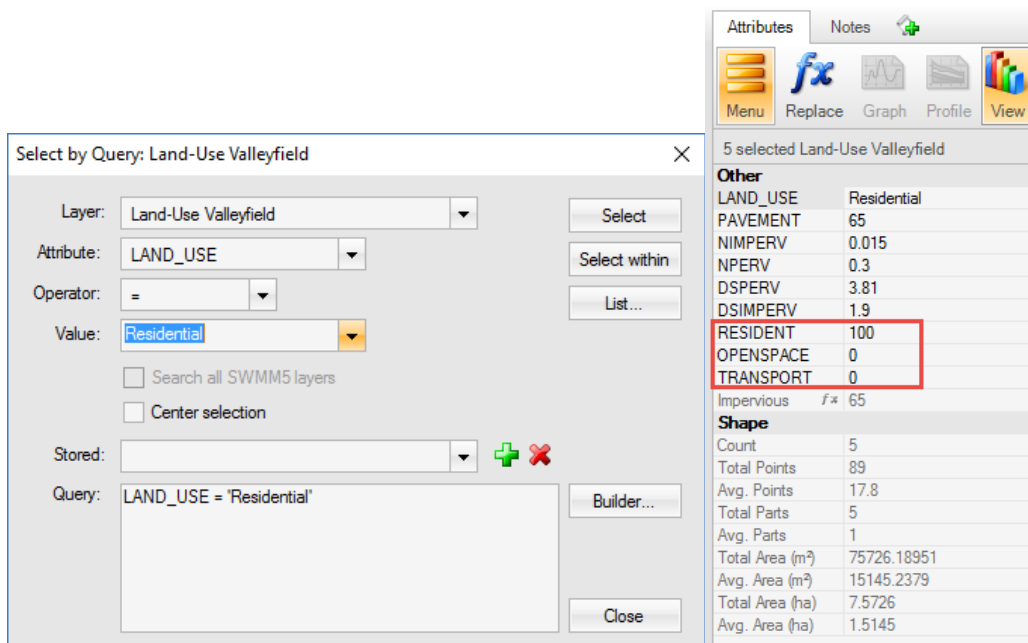 Select by Query: Land-Use Valleyfield
Layer: Land-Use Valleyfield Select
Attribute: LAND_USE Select within
Operator: = List...
Value: Residential
Search all SWMM5 layers
Center selection
Stored:
Query: LAND_USE = 'Residential' Builder...
Close
Attributes Notes
Menu Replace Graph Profile View
5 selected Land-Use Valleyfield
Other
LAND_USE Residential
PAVEMENT 65
NIMPERV 0.015
NPERV 0.3
DSPERV 3.81
DSIMPERV 1.9
RESIDENT 100
OPENSPACE 0
TRANSPORT 0
Impervious fx 65
Shape
Count 5
Total Points 89
Avg. Points 17.8
Total Parts 5
Avg. Parts 1
Total Area (m²) 75726.18951
Avg. Area (m²) 15145.2379
Total Area (ha) 7.5726
Avg. Area (ha) 1.5145